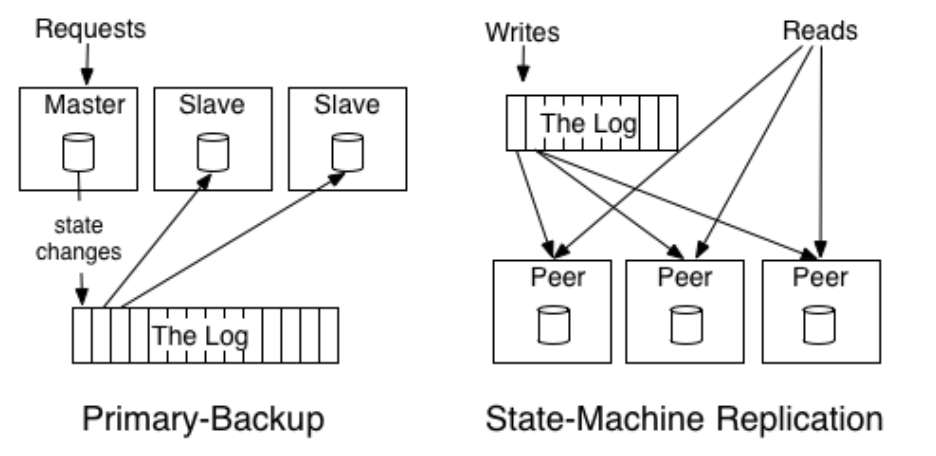 Requests
Master
Slave
Slave
state
changes
The Log
Primary-Backup
Writes
Reads
The Log
Peer
Peer
Peer
State-Machine Replication